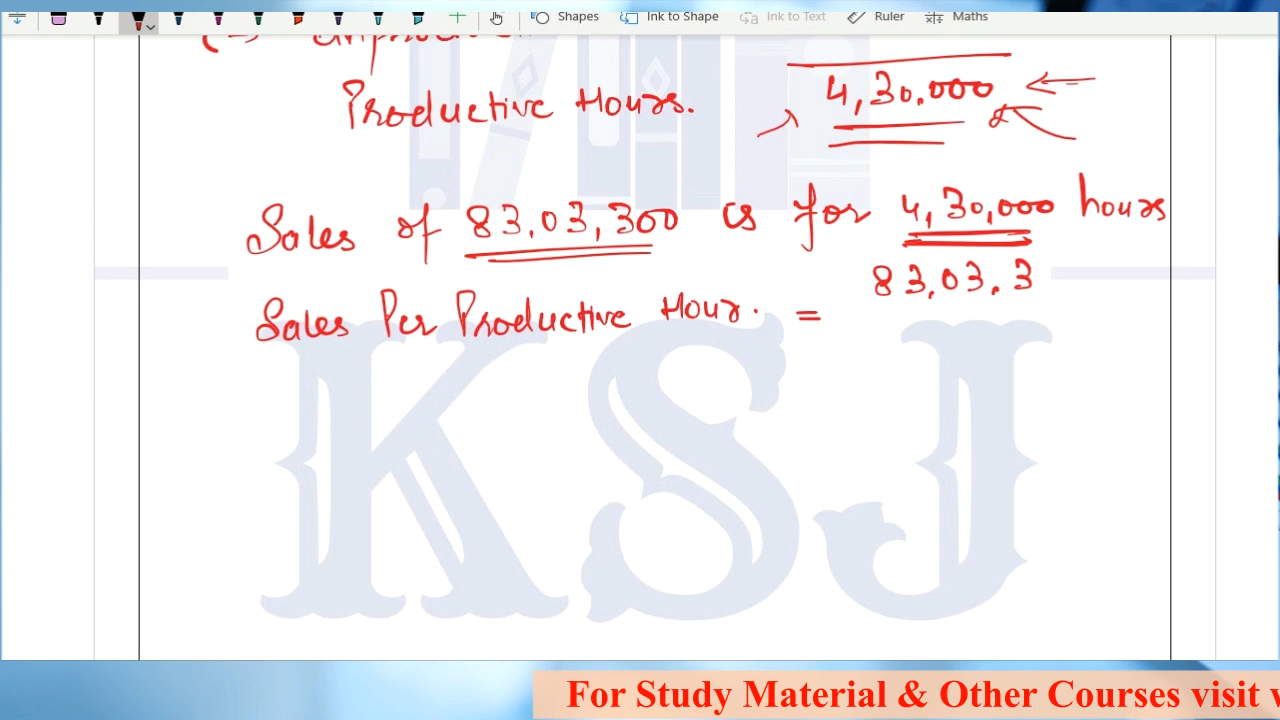 Shapes Ink to Shape Ink to Text Ruler Maths
Productive Hours. 4,30,000
Sales of 83,03,300 is for 4,30,000 hours
83,03,3
Sales Per Productive Hour. =
KSJ
For Study Material & Other Courses visit